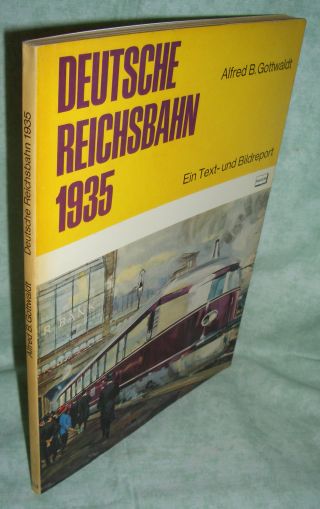 DEUTSCHE
REICHSBAHN
1935
Alfred B. Gottwaldt
Ein Text- und Bildreport
Deutsche Reichsbahn 1935
Alfred B. Gottwaldt